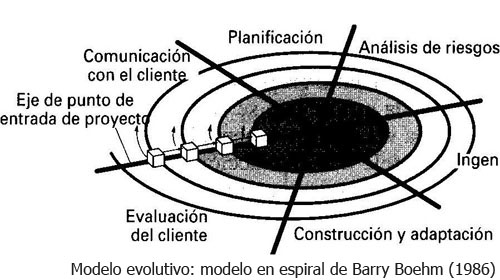 Planificación
Análisis de riesgos
Comunicación
con el cliente
Eje de punto de
entrada de proyecto
Ingen
Evaluación
del cliente
Construcción y adaptación
Modelo evolutivo: modelo en espiral de Barry Boehm (1986)